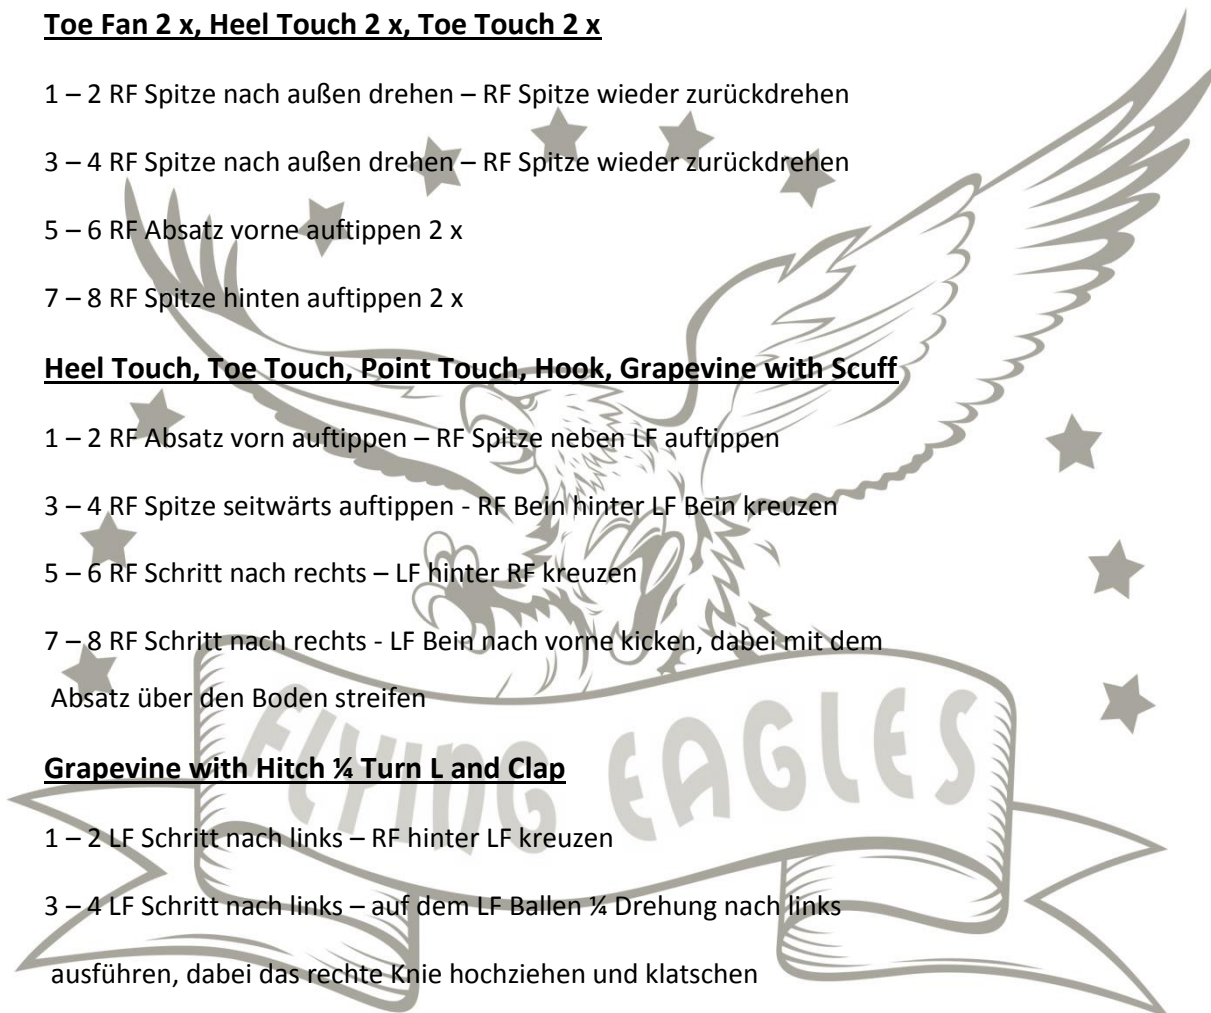 Toe Fan 2 x, Heel Touch 2 x, Toe Touch 2 x
1 – 2 RF Spitze nach außen drehen – RF Spitze wieder zurückdrehen
3 – 4 RF Spitze nach außen drehen – RF Spitze wieder zurückdrehen
5 – 6 RF Absatz vorne auftippen 2 x
7 – 8 RF Spitze hinten auftippen 2 x
Heel Touch, Toe Touch, Point Touch, Hook, Grapevine with Scuff
1 – 2 RF Absatz vorn auftippen – RF Spitze neben LF auftippen
3 – 4 RF Spitze seitwärts auftippen - RF Bein hinter LF Bein kreuzen
5 – 6 RF Schritt nach rechts – LF hinter RF kreuzen
7 – 8 RF Schritt nach rechts - LF Bein nach vorne kicken, dabei mit dem
Absatz über den Boden streifen
FLYING EAGLES
Grapevine with Hitch ¼ Turn L and Clap
1 – 2 LF Schritt nach links – RF hinter LF kreuzen
3 – 4 LF Schritt nach links – auf dem LF Ballen ¼ Drehung nach links
ausführen, dabei das rechte Knie hochziehen und klatschen